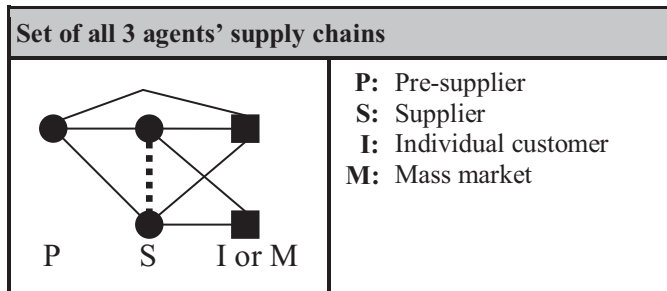 Set of all 3 agents' supply chains
P: Pre-supplier
S: Supplier
I: Individual customer
M: Mass market
P S I or M